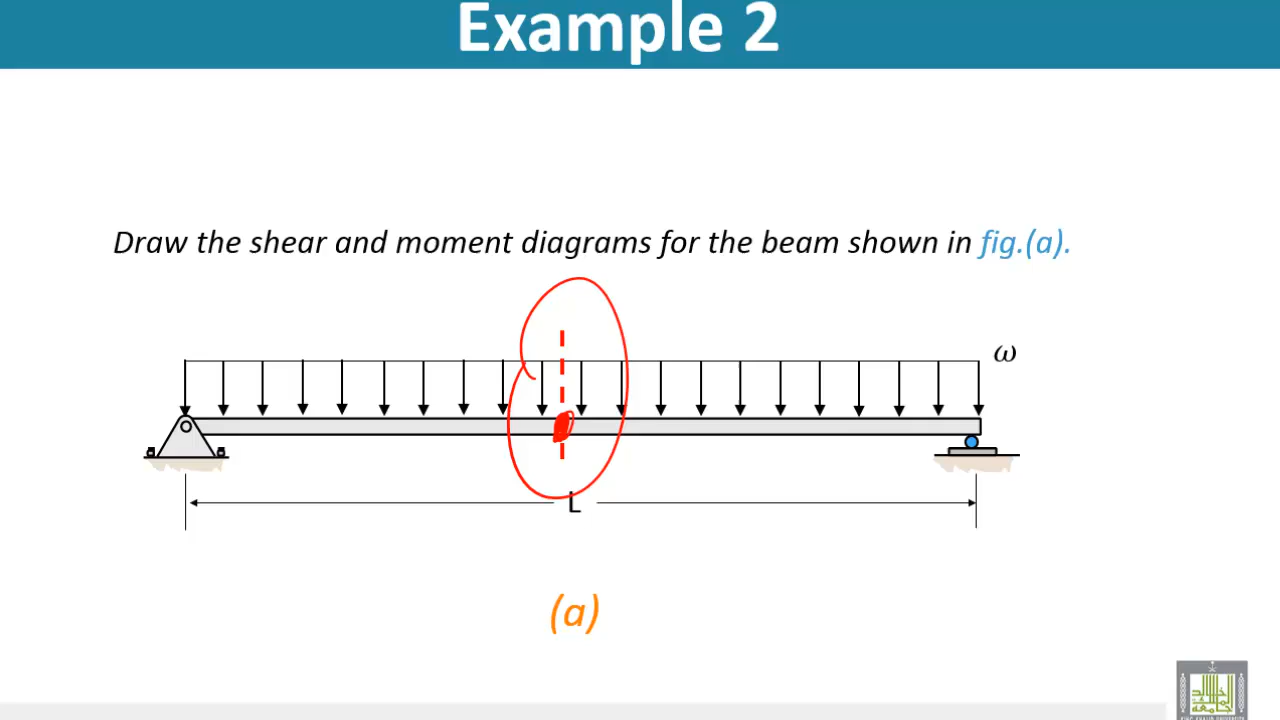 Example 2
Draw the shear and moment diagrams for the beam shown in fig.(a).
ω
L
(a)